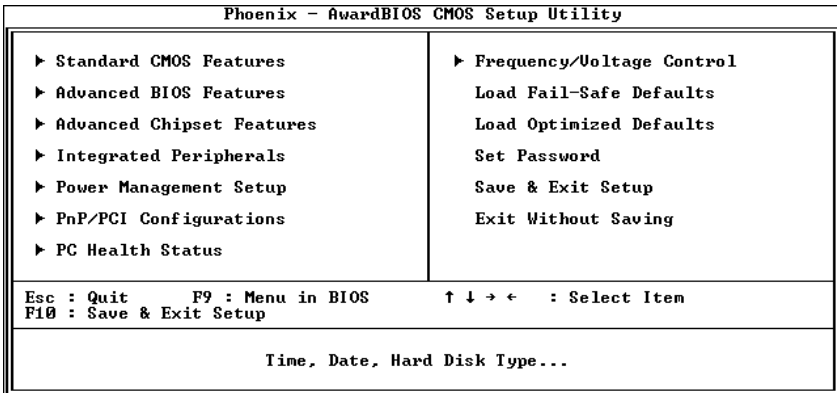 Phoenix - AwardBIOS CMOS Setup Utility
▶ Standard CMOS Features
▶ Advanced BIOS Features
▶ Advanced Chipset Features
▶ Integrated Peripherals
▶ Power Management Setup
▶ PnP/PCI Configurations
▶ PC Health Status
▶ Frequency/Voltage Control
Load Fail-Safe Defaults
Load Optimized Defaults
Set Password
Save & Exit Setup
Exit Without Saving
Esc : Quit F9 : Menu in BIOS ↑ ↓ → ← : Select Item
F10 : Save & Exit Setup
Time, Date, Hard Disk Type...